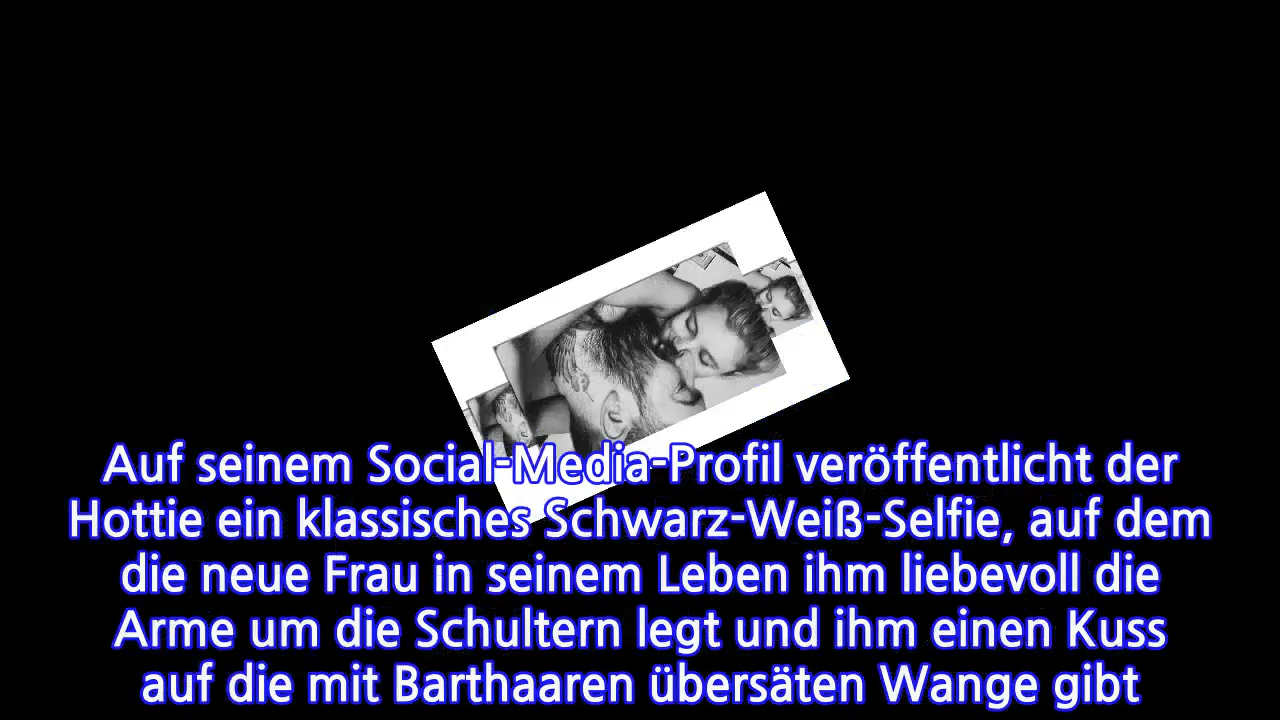 Auf seinem Social-Media-Profil veröffentlicht der
Hottie ein klassisches Schwarz-Weiß-Selfie, auf dem
die neue Frau in seinem Leben ihm liebevoll die
Arme um die Schultern legt und ihm einen Kuss
auf die mit Barthaaren übersäten Wange gibt